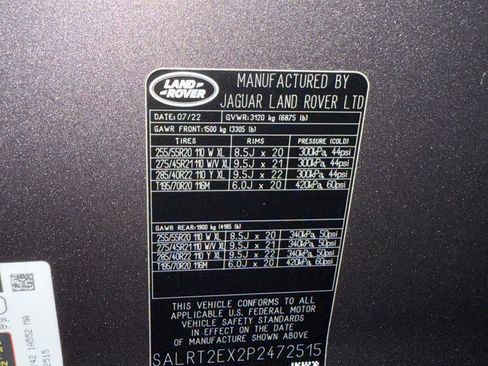 LAND
ROVER
MANUFACTURED BY
JAGUAR LAND ROVER LTD
DATE:07/22 GVWR:3120 kg (6875 lb)
GAWR FRONT:1500 kg (3305 lb)
TIRES RIMS PRESSURE (COLD)
255/55R20 110 W XL 8.5J x 20 300kPa, 44psi
275/45R21 110 W/V XL 9.5J x 21 300kPa, 44psi
285/40R22 110 Y XL 9.5J x 22 300kPa, 44psi
T195/70R20 116M 6.0J x 20 420kPa, 60psi
GAWR REAR:1900 kg (4185 lb)
255/55R20 110 W XL 8.5J x 20 340kPa, 50psi
275/45R21 110 W/V XL 9.5J x 21 340kPa, 50psi
285/40R22 110 Y XL 9.5J x 22 340kPa, 50psi
T195/70R20 116M 6.0J x 20 420kPa, 60psi
THIS VEHICLE CONFORMS TO ALL
APPLICABLE U.S. FEDERAL MOTOR
VEHICLE SAFETY STANDARDS
IN EFFECT ON THE DATE OF
MANUFACTURE SHOWN ABOVE
SALRT2EX2P2472515
42 1A552 MA
2515